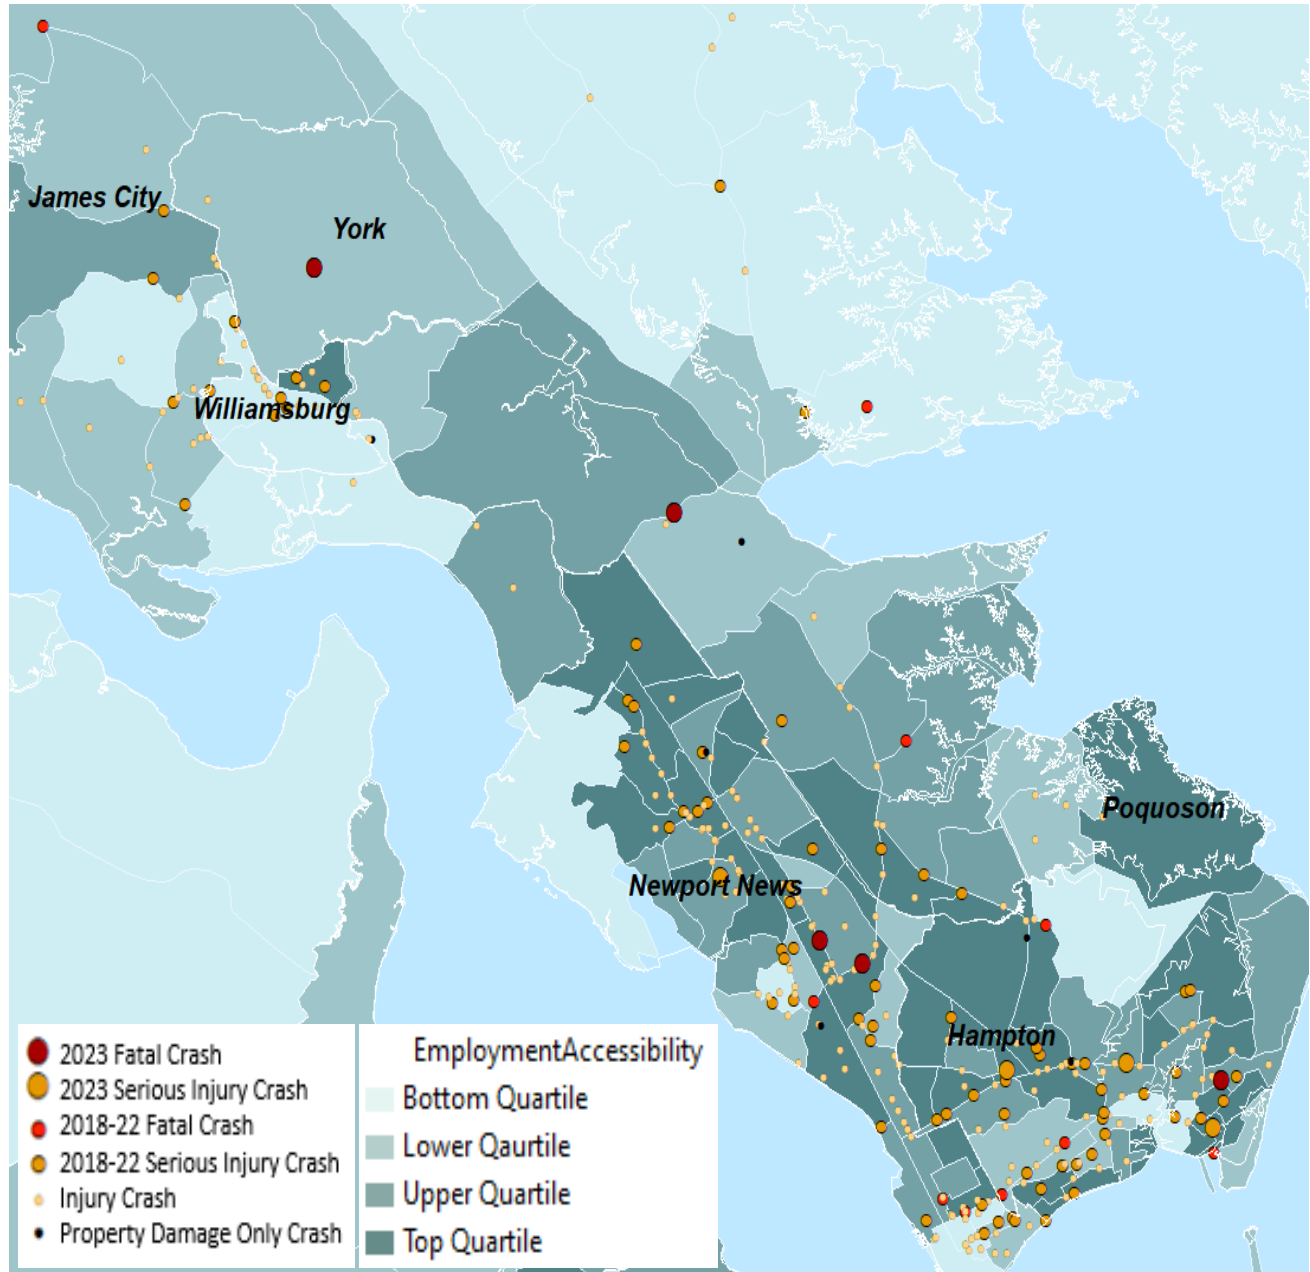 James City
York
Williamsburg
Poquoson
Newport News
Hampton
2023 Fatal Crash
2023 Serious Injury Crash
2018-22 Fatal Crash
2018-22 Serious Injury Crash
Injury Crash
Property Damage Only Crash
EmploymentAccessibility
Bottom Quartile
Lower Qaurtile
Upper Quartile
Top Quartile